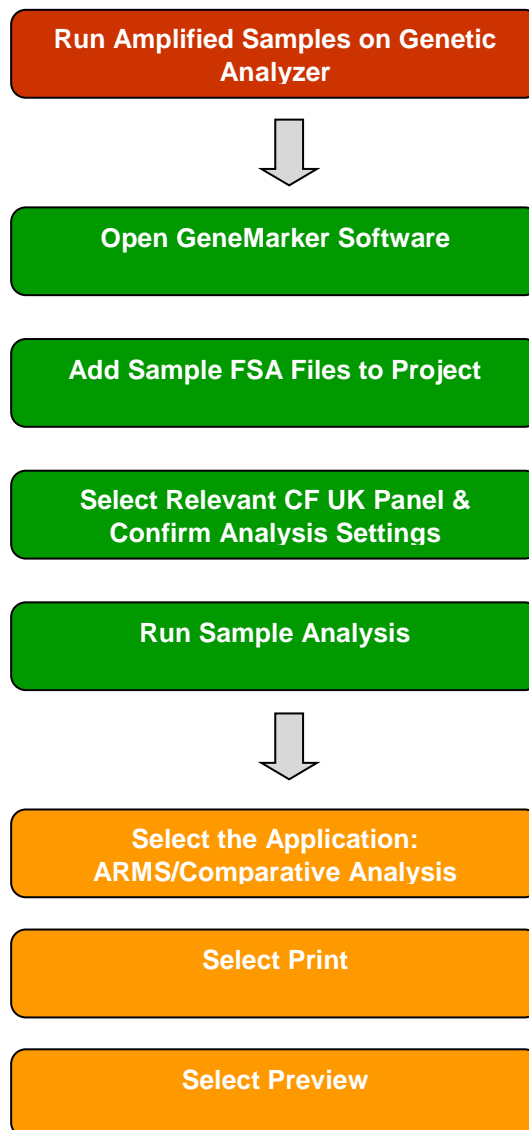 Run Amplified Samples on Genetic
Analyzer
Open GeneMarker Software
Add Sample FSA Files to Project
Select Relevant CF UK Panel &
Confirm Analysis Settings
Run Sample Analysis
Select the Application:
ARMS/Comparative Analysis
Select Print
Select Preview